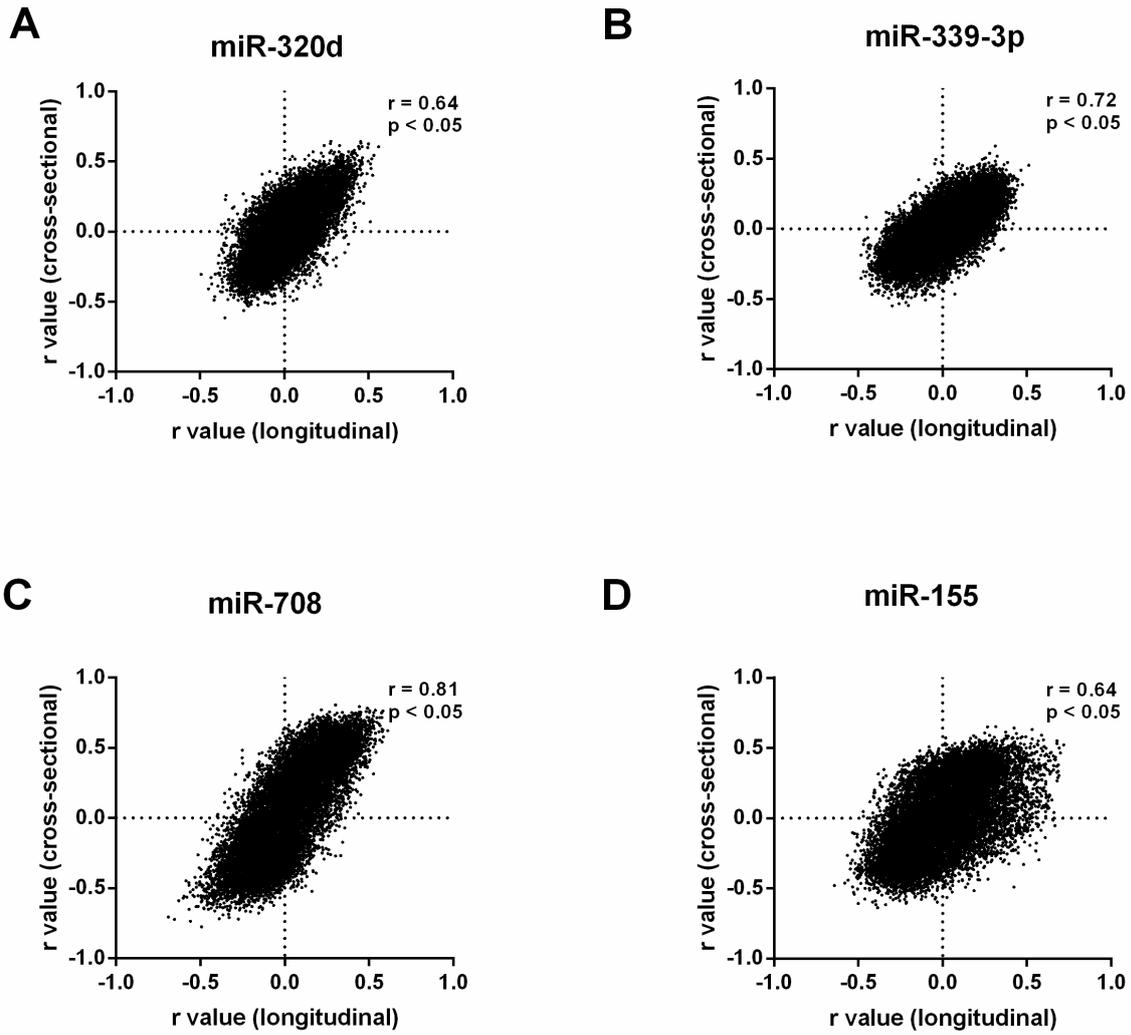 A
miR-320d
r = 0.64
p < 0.05
1.0
0.5
0.0
-0.5
-1.0
r value (cross-sectional)
-1.0 -0.5 0.0 0.5 1.0
r value (longitudinal)
B
miR-339-3p
r = 0.72
p < 0.05
1.0
0.5
0.0
-0.5
-1.0
r value (cross-sectional)
-1.0 -0.5 0.0 0.5 1.0
r value (longitudinal)
C
miR-708
r = 0.81
p < 0.05
1.0
0.5
0.0
-0.5
-1.0
r value (cross-sectional)
-1.0 -0.5 0.0 0.5 1.0
r value (longitudinal)
D
miR-155
r = 0.64
p < 0.05
1.0
0.5
0.0
-0.5
-1.0
r value (cross-sectional)
-1.0 -0.5 0.0 0.5 1.0
r value (longitudinal)